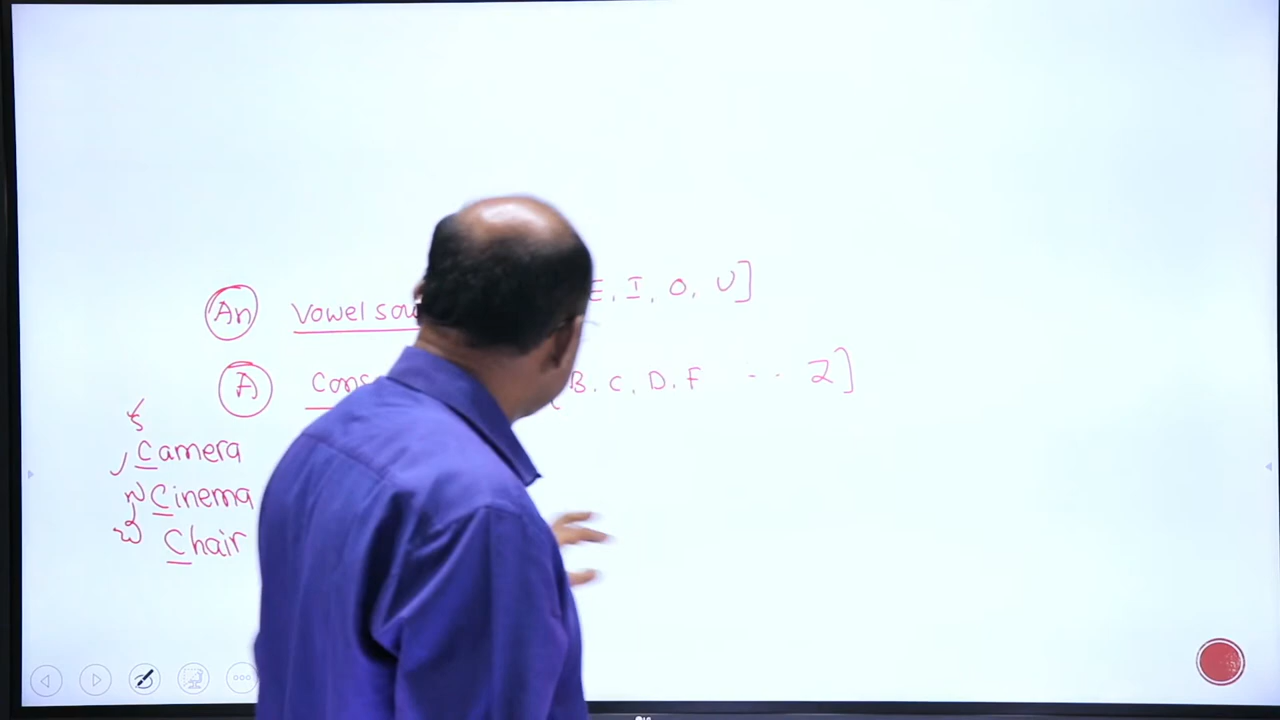 An Vowel sou E, I, O, U]
A Cons B. C. D. F -- .. Z]
Camera
Cinema
Chair